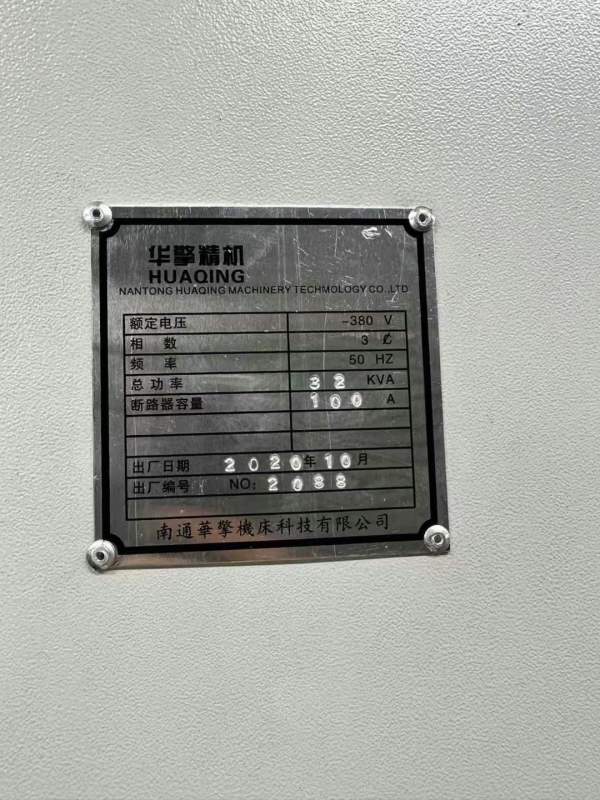 华擎精机
HUAQING
NANTONG HUAQING MACHINERY TECHNOLOGY CO.,LTD
额定电压 ~380 V
相 数 3
频 率 50 HZ
总功率 32 KVA
断路器容量 100 A
出厂日期 2020年10月
出厂编号 NO: 2088
南通華擎機床科技有限公司